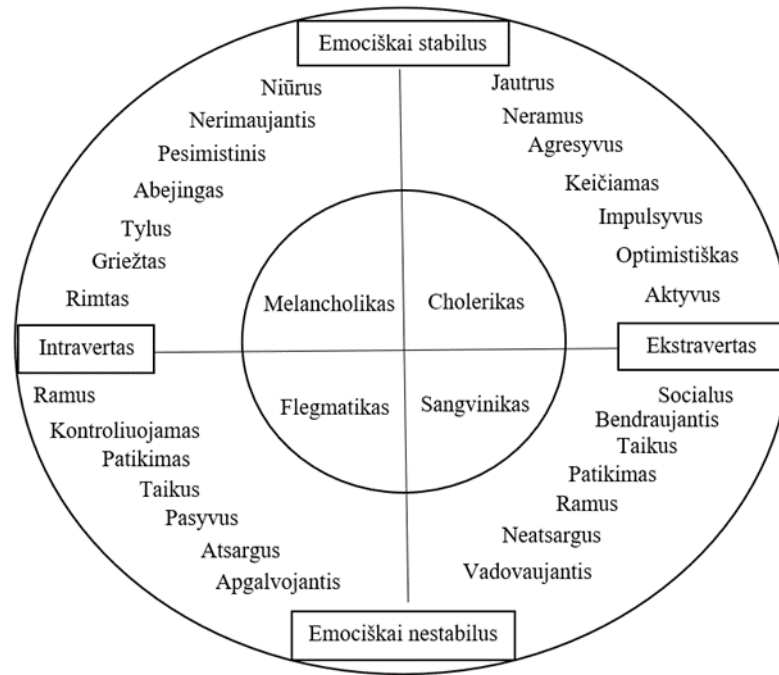 Emociškai stabilus
Niūrus
Nerimaujantis
Pesimistinis
Abejingas
Tylus
Griežtas
Rimtas
Jautrus
Neramus
Agresyvus
Keičiamas
Impulsyvus
Optimistiškas
Aktyvus
Melancholikas
Cholerikas
Intravertas
Ekstravertas
Flegmatikas
Sangvinikas
Ramus
Kontroliuojamas
Patikimas
Taikus
Pasyvus
Atsargus
Apgalvojantis
Socialus
Bendraujantis
Taikus
Patikimas
Ramus
Neatsargus
Vadovaujantis
Emociškai nestabilus